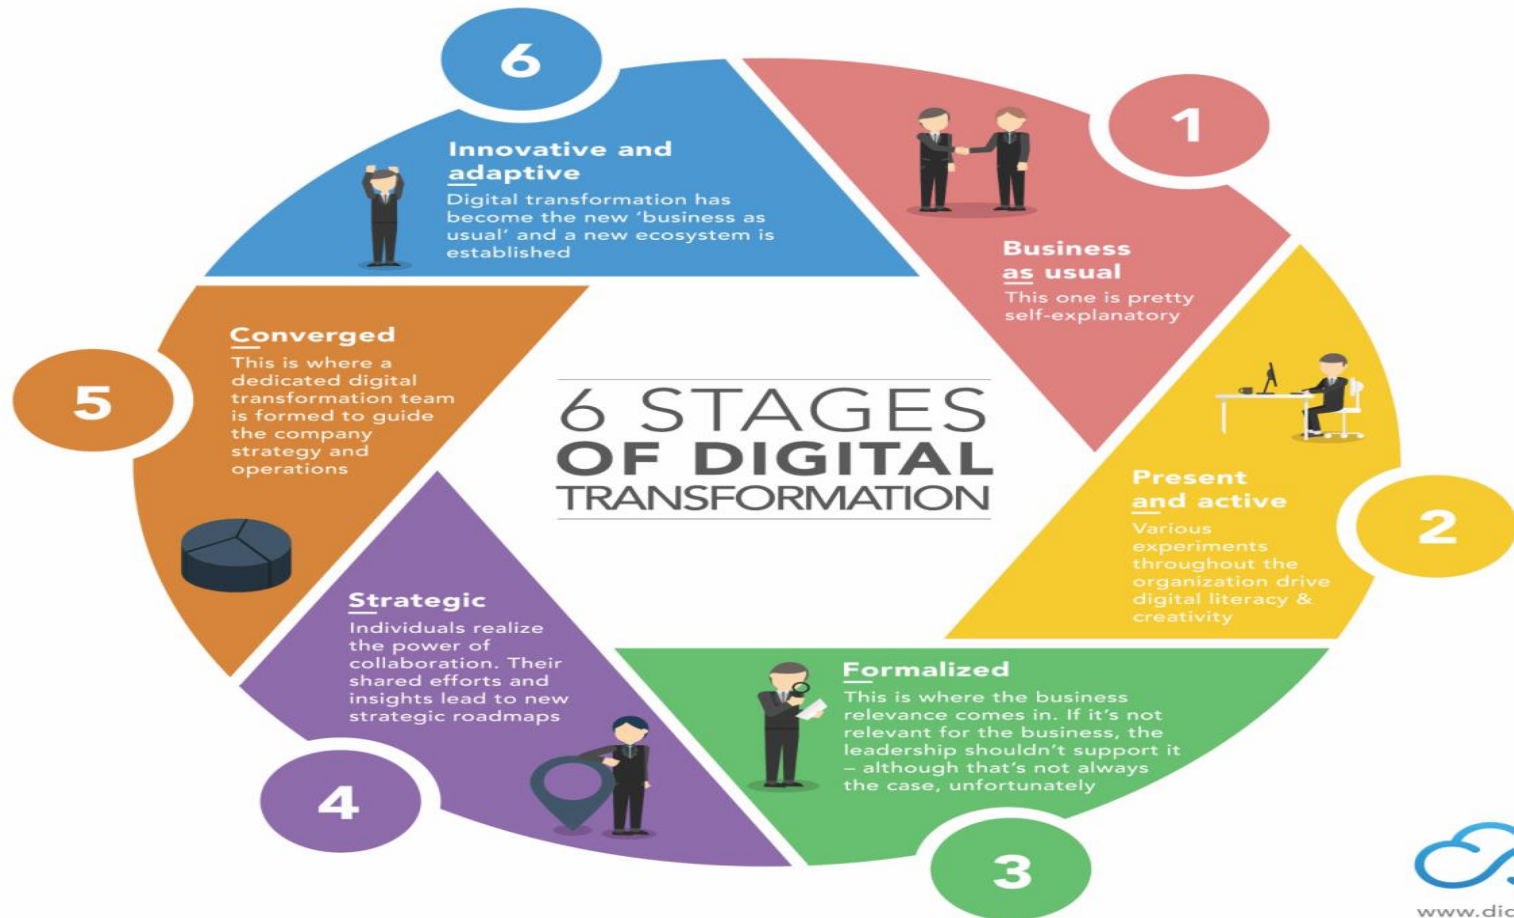 6 STAGES
OF DIGITAL
TRANSFORMATION
1
Business
as usual
This one is pretty
self-explanatory
2
Present
and active
Various
experiments
throughout the
organization drive
digital literacy &
creativity
3
Formalized
This is where the business
relevance comes in. If it's not
relevant for the business, the
leadership shouldn't support it
– although that's not always
the case, unfortunately
4
Strategic
Individuals realize
the power of
collaboration. Their
shared efforts and
insights lead to new
strategic roadmaps
5
Converged
This is where a
dedicated digital
transformation team
is formed to guide
the company
strategy and
operations
6
Innovative and
adaptive
Digital transformation has
become the new ‘business as
usual’ and a new ecosystem is
established